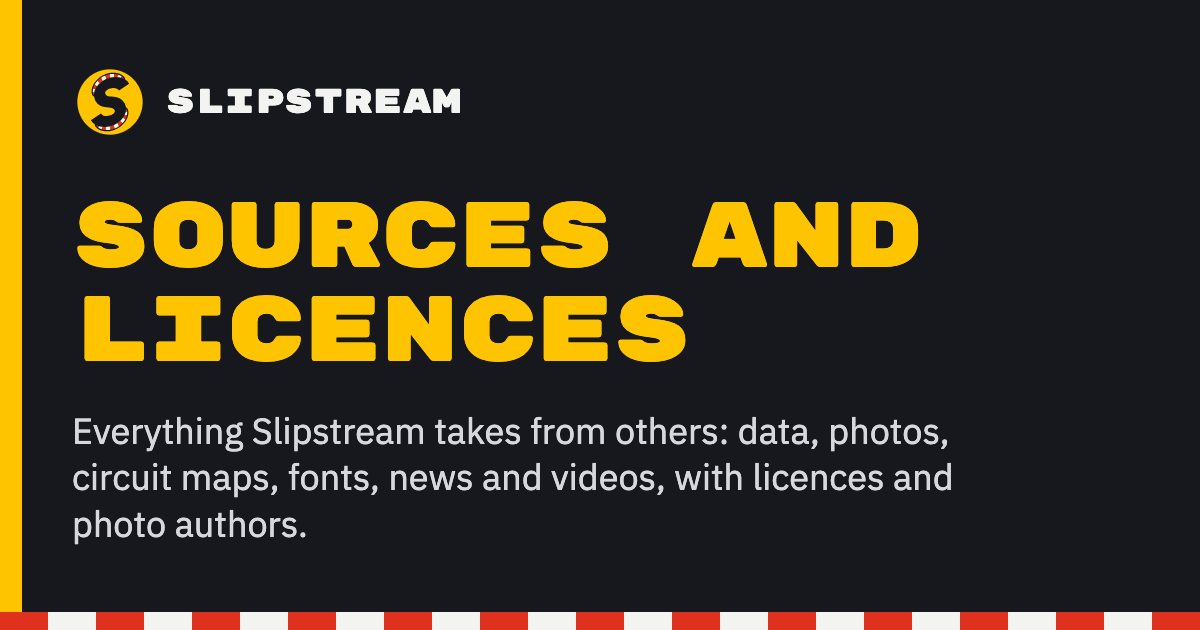 SLIPSTREAM
SOURCES AND
LICENCES
Everything Slipstream takes from others: data, photos,
circuit maps, fonts, news and videos, with licences and
photo authors.